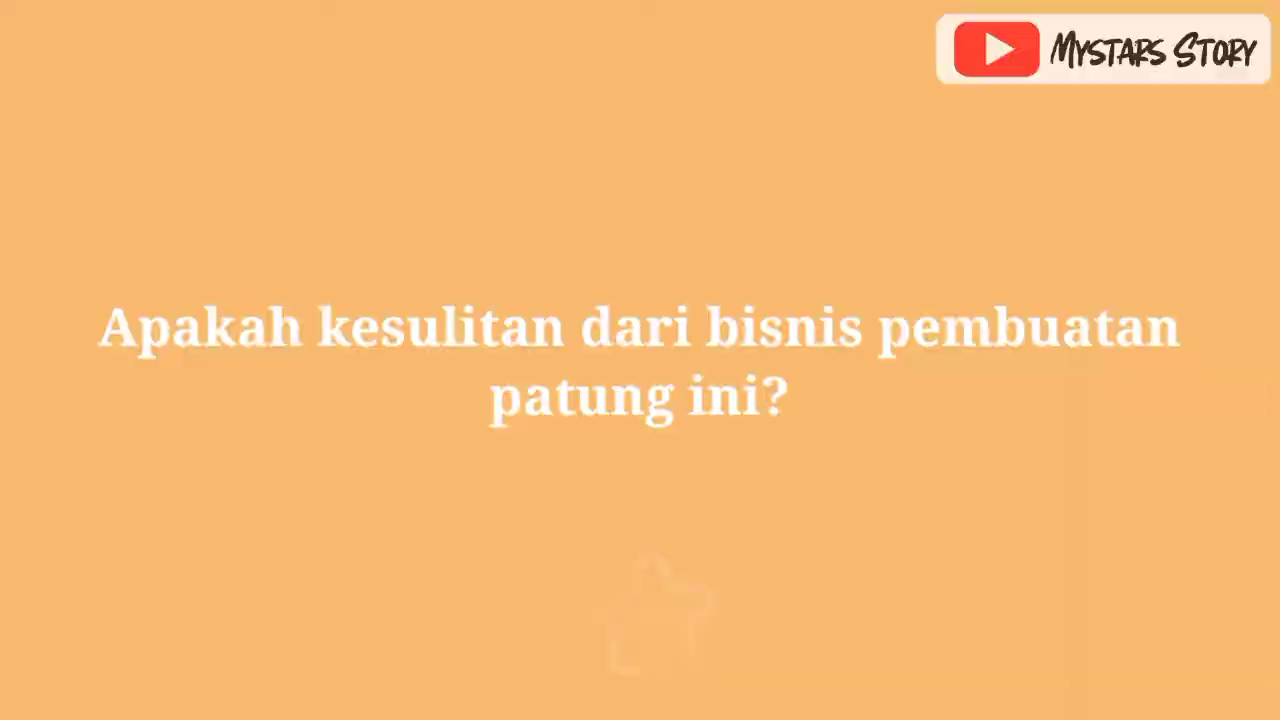 Mystars Story
Apakah kesulitan dari bisnis pembuatan
patung ini?